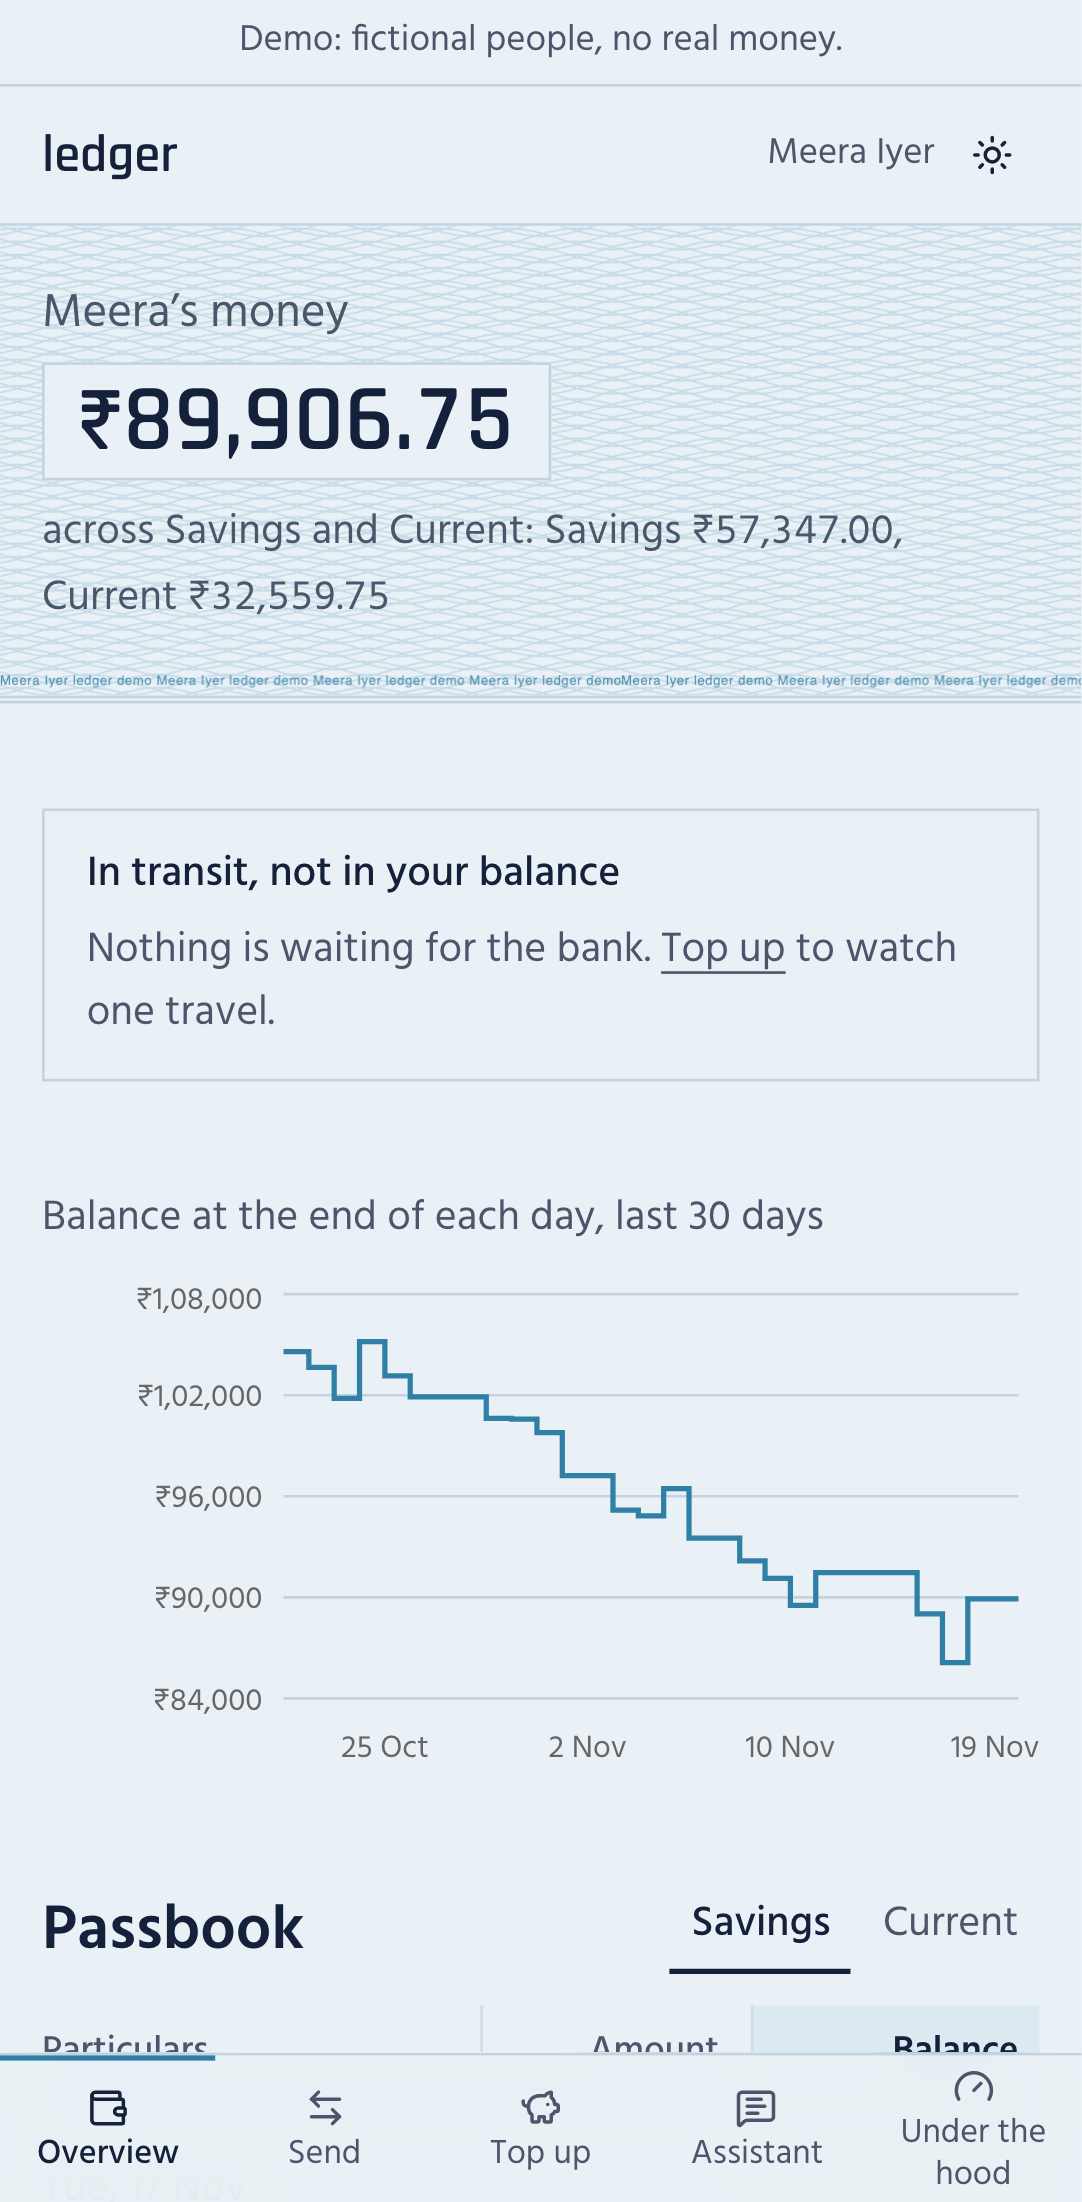 Demo: fictional people, no real money.
ledger
Meera Iyer
Meera’s money
₹89,906.75
across Savings and Current: Savings ₹57,347.00,
Current ₹32,559.75
Meera Iyer ledger demo Meera Iyer ledger demo Meera Iyer ledger demo Meera Iyer ledger demoMeera Iyer ledger demo Meera Iyer ledger demo Meera Iyer ledger demo
In transit, not in your balance
Nothing is waiting for the bank. Top up to watch
one travel.
Balance at the end of each day, last 30 days
₹1,08,000
₹1,02,000
₹96,000
₹90,000
₹84,000
25 Oct 2 Nov 10 Nov 19 Nov
Passbook
Savings Current
Particulars Amount Balance
Overview
Send
Top up
Assistant
Under the
hood
Tue, 17 Nov